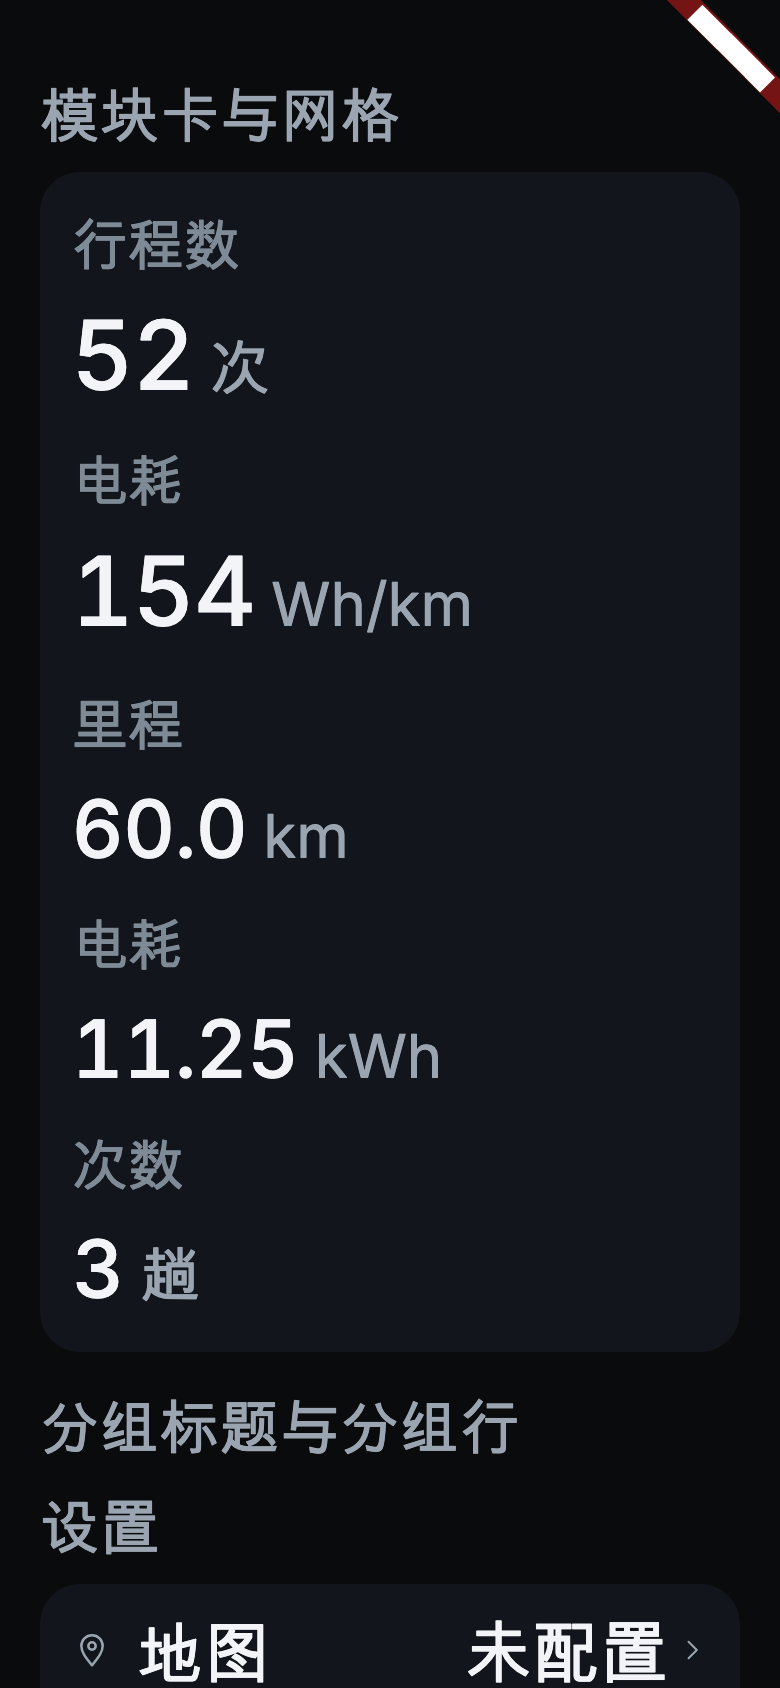 模块卡与网格
行程数
52 次
电耗
154 Wh/km
里程
60.0 km
电耗
11.25 kWh
次数
3 趟
分组标题与分组行
设置
地图 未配置